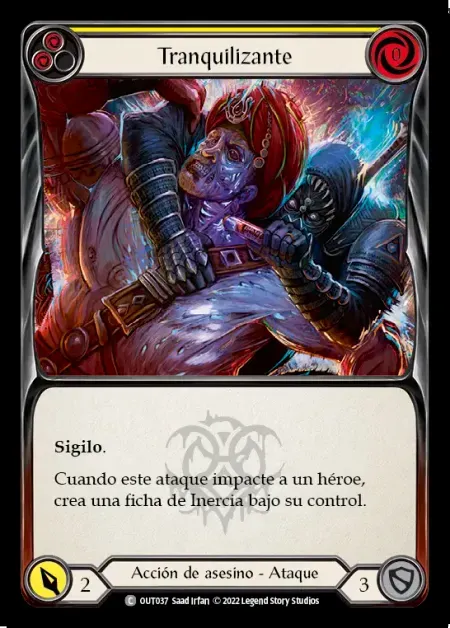 Tranquilizante
0
Sigilo.
Cuando este ataque impacte a un héroe,
crea una ficha de Inercia bajo su control.
2
Acción de asesino - Ataque
3
C OUT037 Saad Irfan © 2022 Legend Story Studios